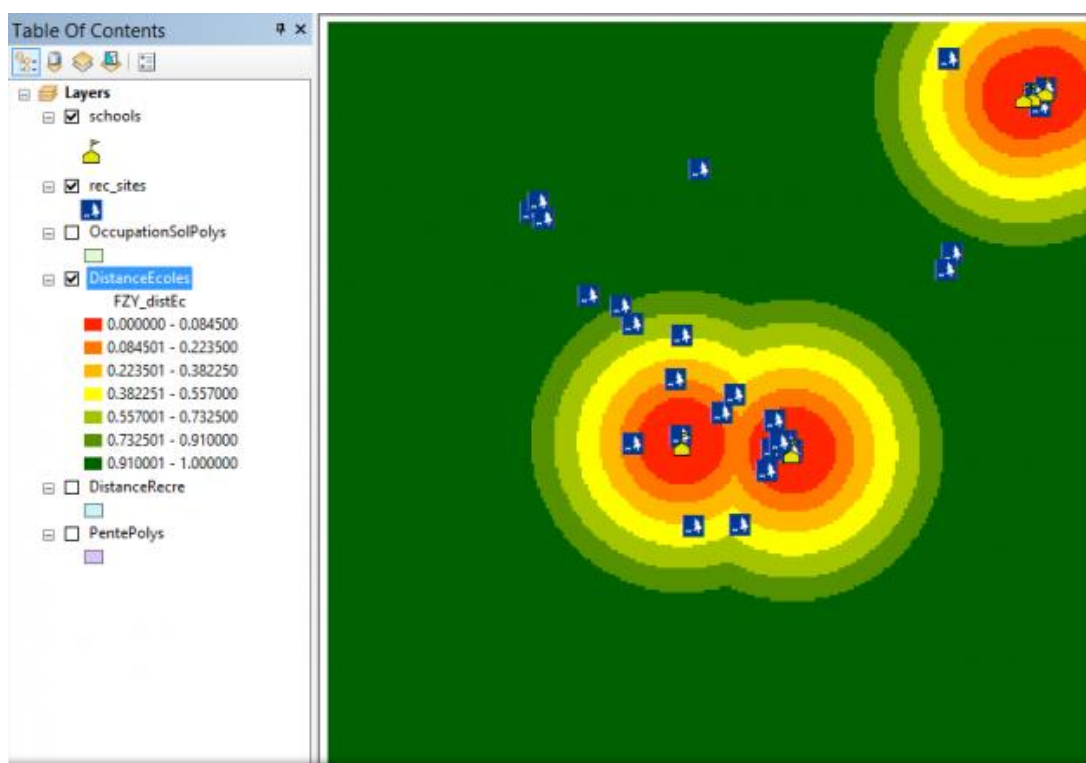 Table Of Contents
Layers
schools
rec_sites
OccupationSolPolys
DistanceEcoles
FZY_distEc
0.000000 - 0.084500
0.084501 - 0.223500
0.223501 - 0.382250
0.382251 - 0.557000
0.557001 - 0.732500
0.732501 - 0.910000
0.910001 - 1.000000
DistanceRecre
PentePolys